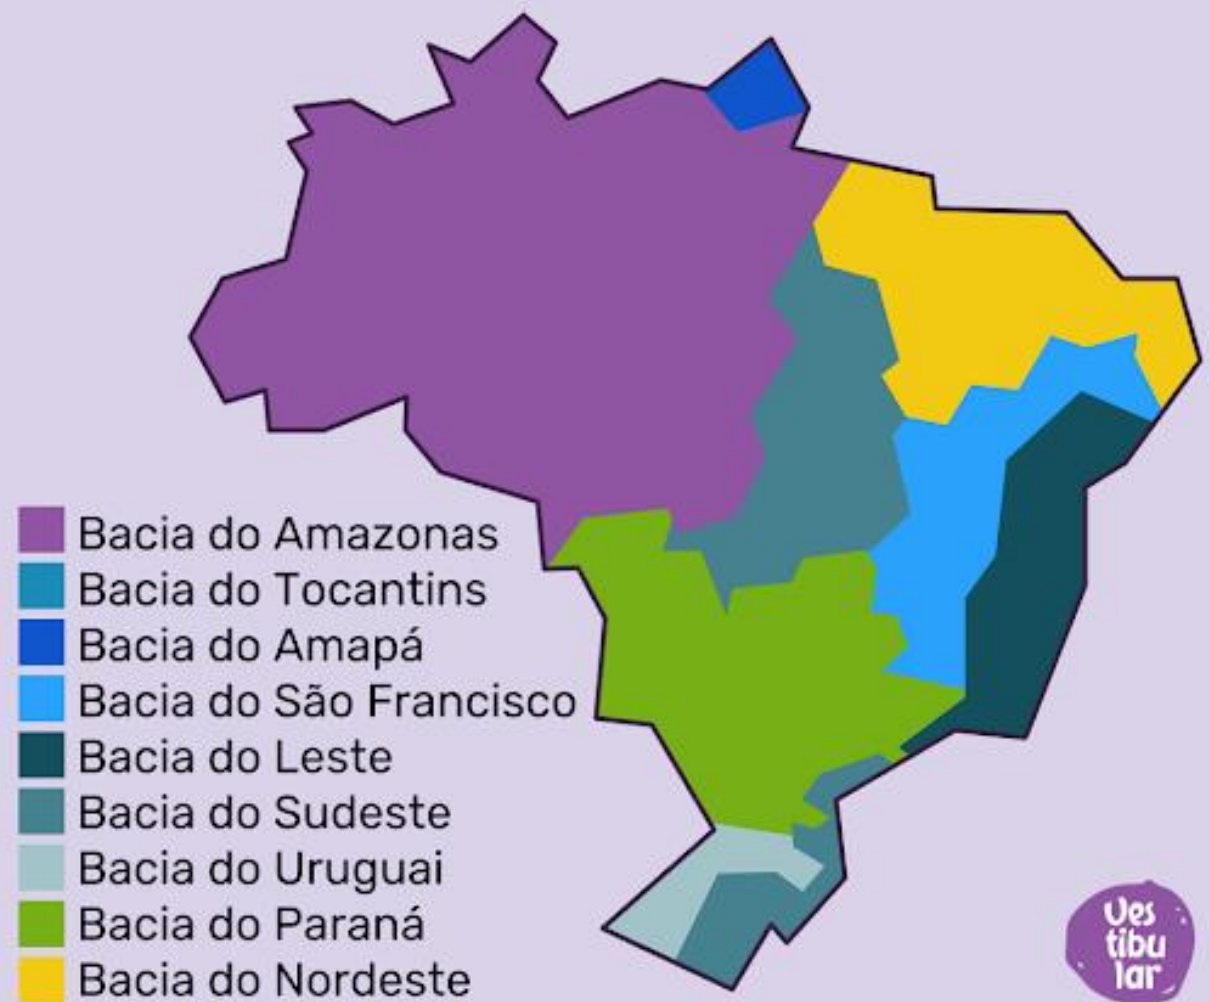 Bacia do Amazonas
Bacia do Tocantins
Bacia do Amapá
Bacia do São Francisco
Bacia do Leste
Bacia do Sudeste
Bacia do Uruguai
Bacia do Paraná
Bacia do Nordeste
Ves
tibu
lar